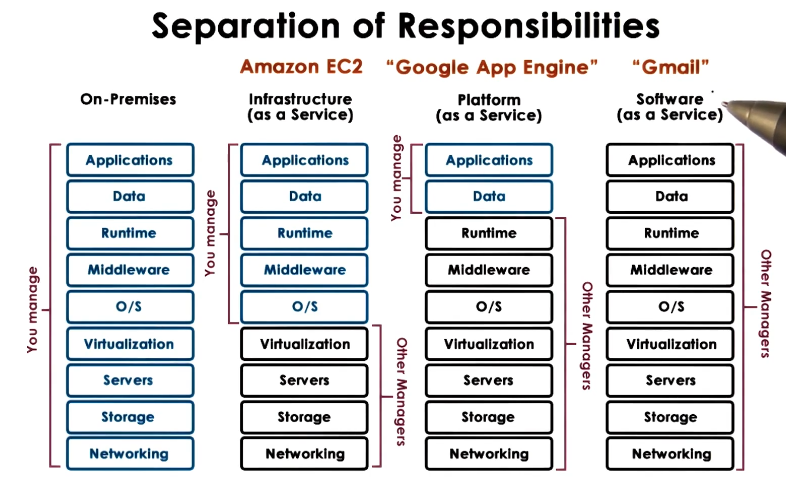 Separation of Responsibilities
Amazon EC2
“Google App Engine”
“Gmail”
On-Premises
Infrastructure
(as a Service)
Platform
(as a Service)
Software
(as a Service)
You manage
Applications
Data
Runtime
Middleware
O/S
Virtualization
Servers
Storage
Networking
You manage
Applications
Data
Runtime
Middleware
O/S
Virtualization
Servers
Storage
Networking
Other Managers
You manage
Applications
Data
Runtime
Middleware
O/S
Virtualization
Servers
Storage
Networking
Other Managers
Applications
Data
Runtime
Middleware
O/S
Virtualization
Servers
Storage
Networking
Other Managers